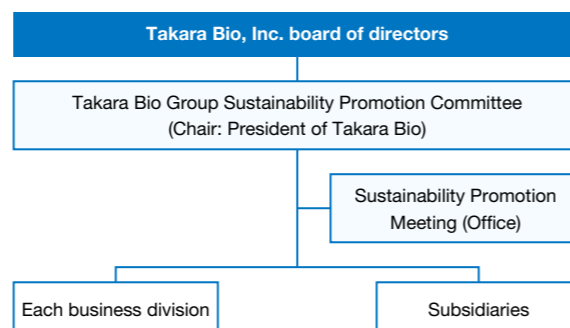 Takara Bio, Inc. board of directors
Takara Bio Group Sustainability Promotion Committee
(Chair: President of Takara Bio)
Sustainability Promotion
Meeting (Office)
Each business division
Subsidiaries